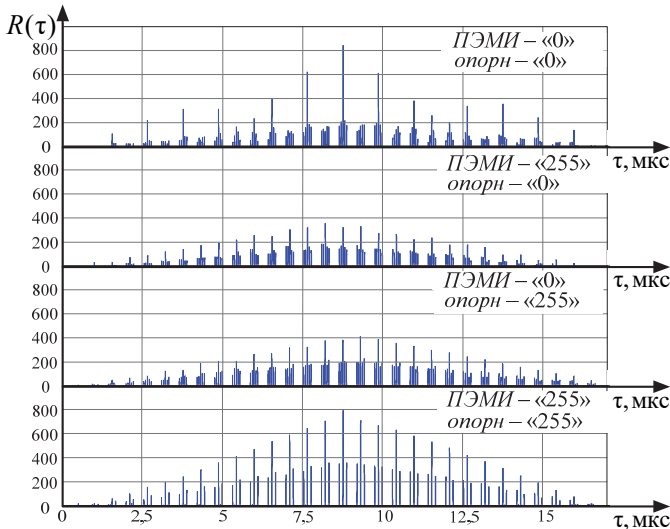 R(τ)
ПЭМИ – «0»
опорн – «0»
800
600
400
200
0
τ, мкс
ПЭМИ – «255»
опорн – «0»
800
600
400
200
0
τ, мкс
ПЭМИ – «0»
опорн – «255»
800
600
400
200
0
τ, мкс
ПЭМИ – «255»
опорн – «255»
800
600
400
200
0
0 2,5 5 7,5 10 12,5 15 τ, мкс